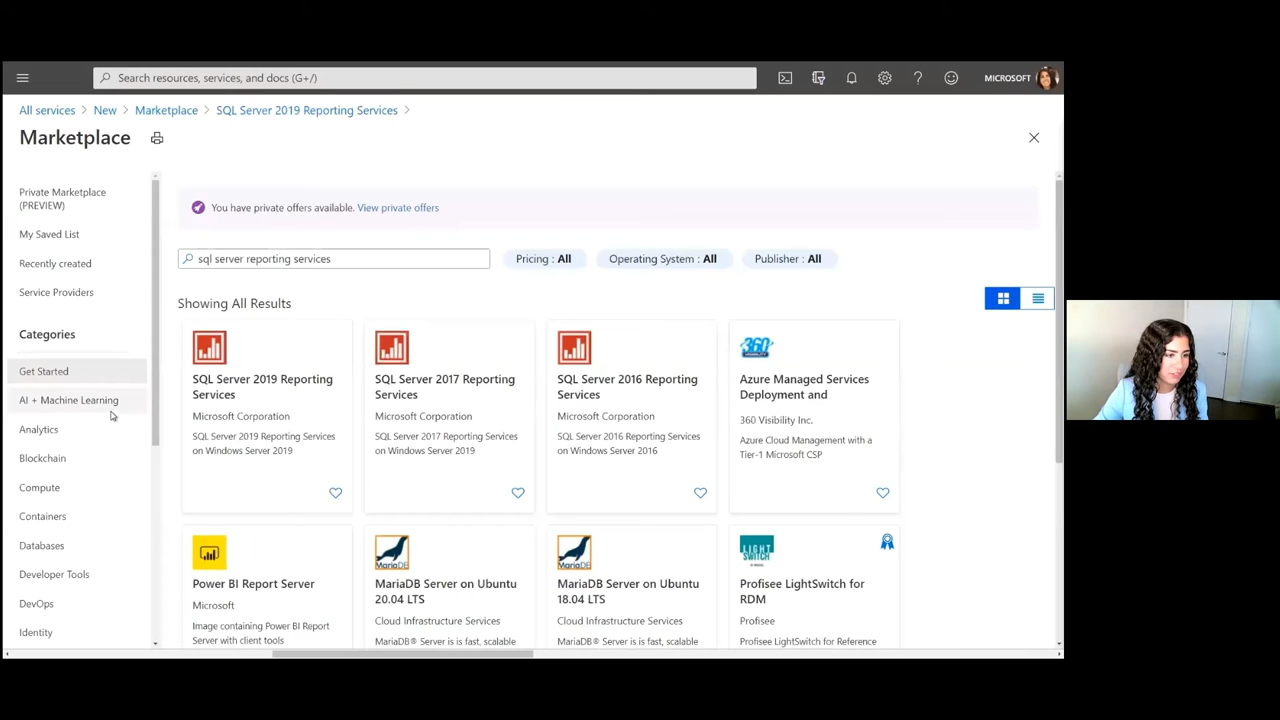 Search resources, services, and docs (G+/)
MICROSOFT
All services > New > Marketplace > SQL Server 2019 Reporting Services >
Marketplace
Private Marketplace
(PREVIEW)
My Saved List
Recently created
Service Providers
Categories
Get Started
AI + Machine Learning
Analytics
Blockchain
Compute
Containers
Databases
Developer Tools
DevOps
Identity
You have private offers available. View private offers
sql server reporting services
Pricing : All
Operating System : All
Publisher : All
Showing All Results
SQL Server 2019 Reporting
Services
Microsoft Corporation
SQL Server 2019 Reporting Services
on Windows Server 2019
SQL Server 2017 Reporting
Services
Microsoft Corporation
SQL Server 2017 Reporting Services
on Windows Server 2019
SQL Server 2016 Reporting
Services
Microsoft Corporation
SQL Server 2016 Reporting Services
on Windows Server 2016
360
VISIBILITY
Azure Managed Services
Deployment and
360 Visibility Inc.
Azure Cloud Management with a
Tier-1 Microsoft CSP
Power BI Report Server
Microsoft
Image containing Power BI Report
Server with client tools
MariaDB
MariaDB Server on Ubuntu
20.04 LTS
Cloud Infrastructure Services
MariaDB® Server is is fast, scalable
MariaDB
MariaDB Server on Ubuntu
18.04 LTS
Cloud Infrastructure Services
MariaDB® Server is is fast, scalable
LIGHT
SWITCH
Profisee LightSwitch for
RDM
Profisee
Profisee LightSwitch for Reference